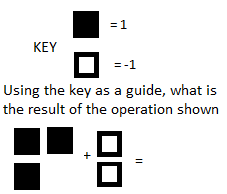 = 1
KEY
= -1
Using the key as a guide, what is
the result of the operation shown
+ =